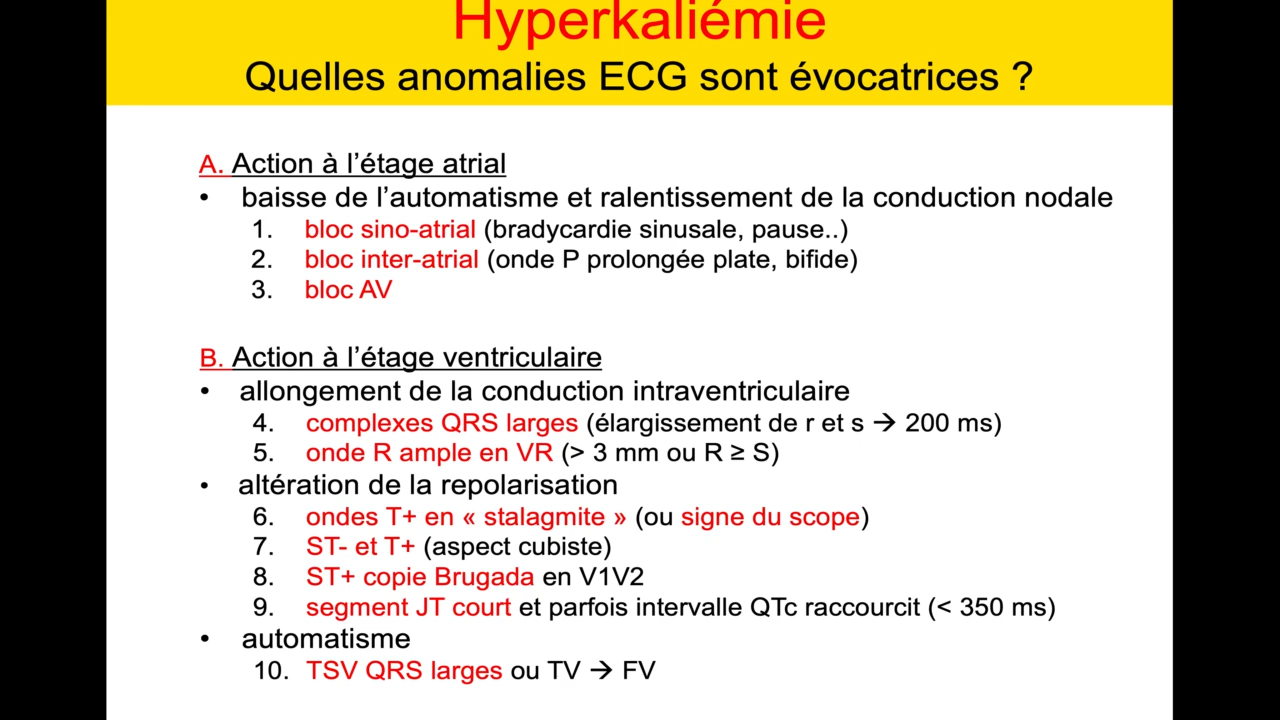 Hyperkaliémie
Quelles anomalies ECG sont évocatrices ?
A. Action à l’étage atrial
• baisse de l’automatisme et ralentissement de la conduction nodale
1. bloc sino-atrial (bradycardie sinusale, pause..)
2. bloc inter-atrial (onde P prolongée plate, bifide)
3. bloc AV
B. Action à l’étage ventriculaire
• allongement de la conduction intraventriculaire
4. complexes QRS larges (élargissement de r et s → 200 ms)
5. onde R ample en VR (> 3 mm ou R ≥ S)
• altération de la repolarisation
6. ondes T+ en « stalagmite » (ou signe du scope)
7. ST- et T+ (aspect cubiste)
8. ST+ copie Brugada en V1V2
9. segment JT court et parfois intervalle QTc raccourcit (< 350 ms)
• automatisme
10. TSV QRS larges ou TV → FV